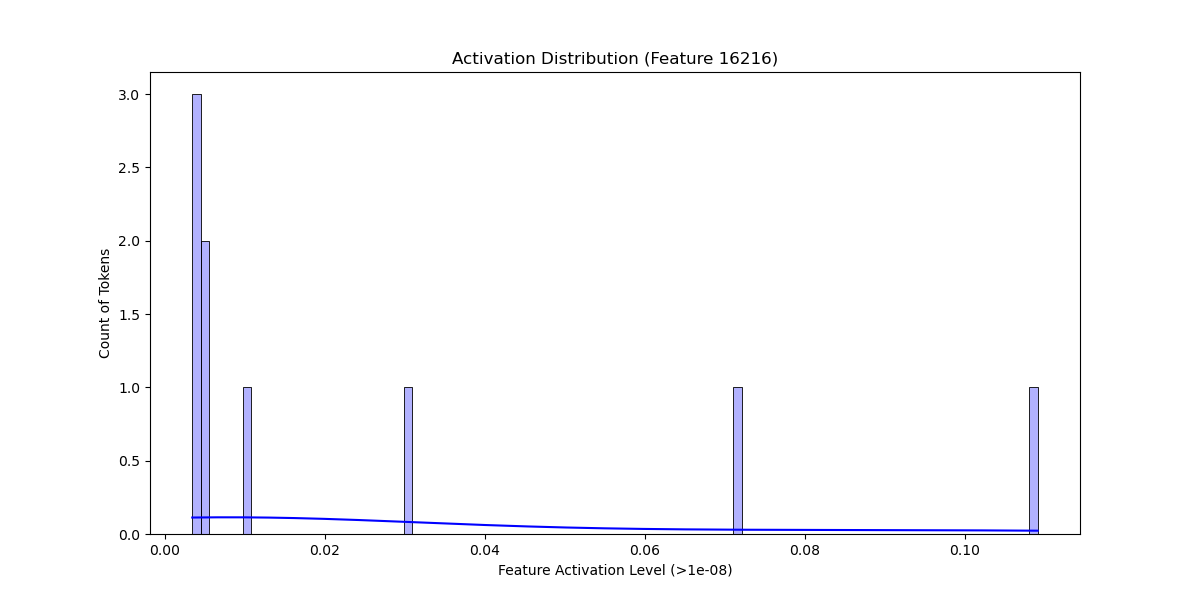 Activation Distribution (Feature 16216)
3.0
2.5
2.0
1.5
1.0
0.5
0.0
Count of Tokens
0.00 0.02 0.04 0.06 0.08 0.10
Feature Activation Level (>1e-08)